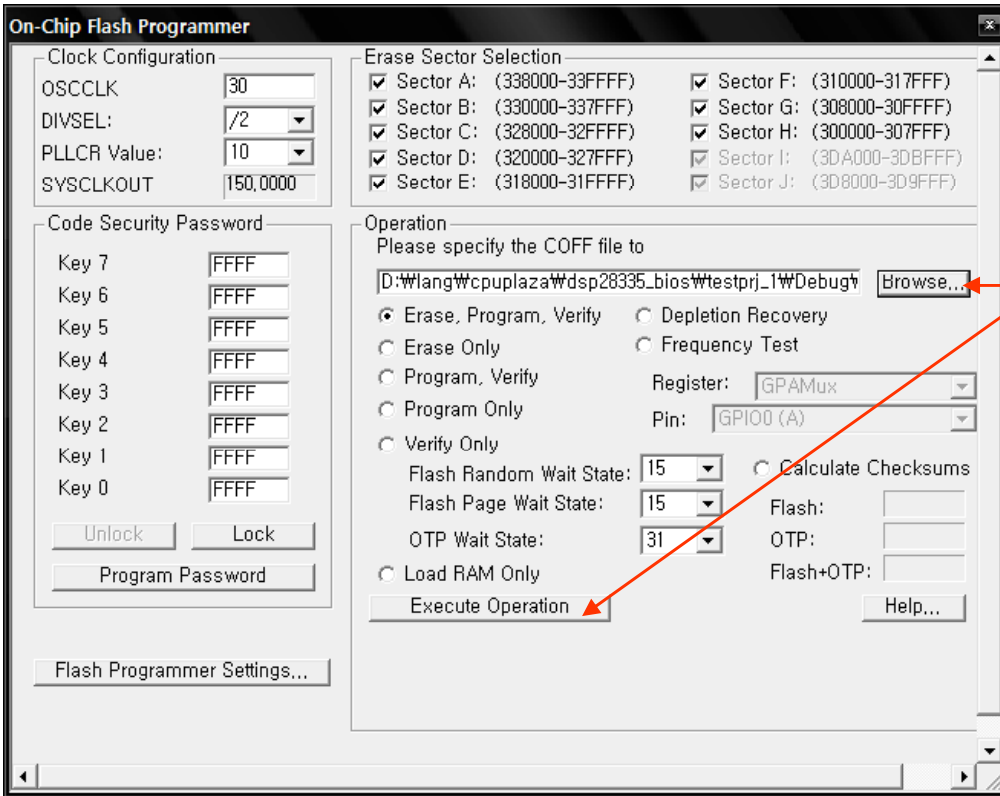 On-Chip Flash Programmer
Clock Configuration
OSCCLK 30
DIVSEL: /2
PLLCR Value: 10
SYSCLKOUT 150,0000
Erase Sector Selection
Sector A: (338000-33FFFF) Sector F: (310000-317FFF)
Sector B: (330000-337FFF) Sector G: (308000-30FFFF)
Sector C: (328000-32FFFF) Sector H: (300000-307FFF)
Sector D: (320000-327FFF) Sector I: (3DA000-3DBFFF)
Sector E: (318000-31FFFF) Sector J: (3D8000-3D9FFF)
Code Security Password
Key 7 FFFF
Key 6 FFFF
Key 5 FFFF
Key 4 FFFF
Key 3 FFFF
Key 2 FFFF
Key 1 FFFF
Key 0 FFFF
Unlock Lock
Program Password
Flash Programmer Settings...
Operation
Please specify the COFF file to
D:₩lang₩cpuplaza₩dsp28335_bios₩testprj_1₩Debug₩ Browse...
Erase, Program, Verify Depletion Recovery
Erase Only Frequency Test
Program, Verify Register: GPAMux
Program Only Pin: GPIO0 (A)
Verify Only
Flash Random Wait State: 15 Calculate Checksums
Flash Page Wait State: 15 Flash:
OTP Wait State: 31 OTP:
Load RAM Only Flash+OTP:
Execute Operation Help...